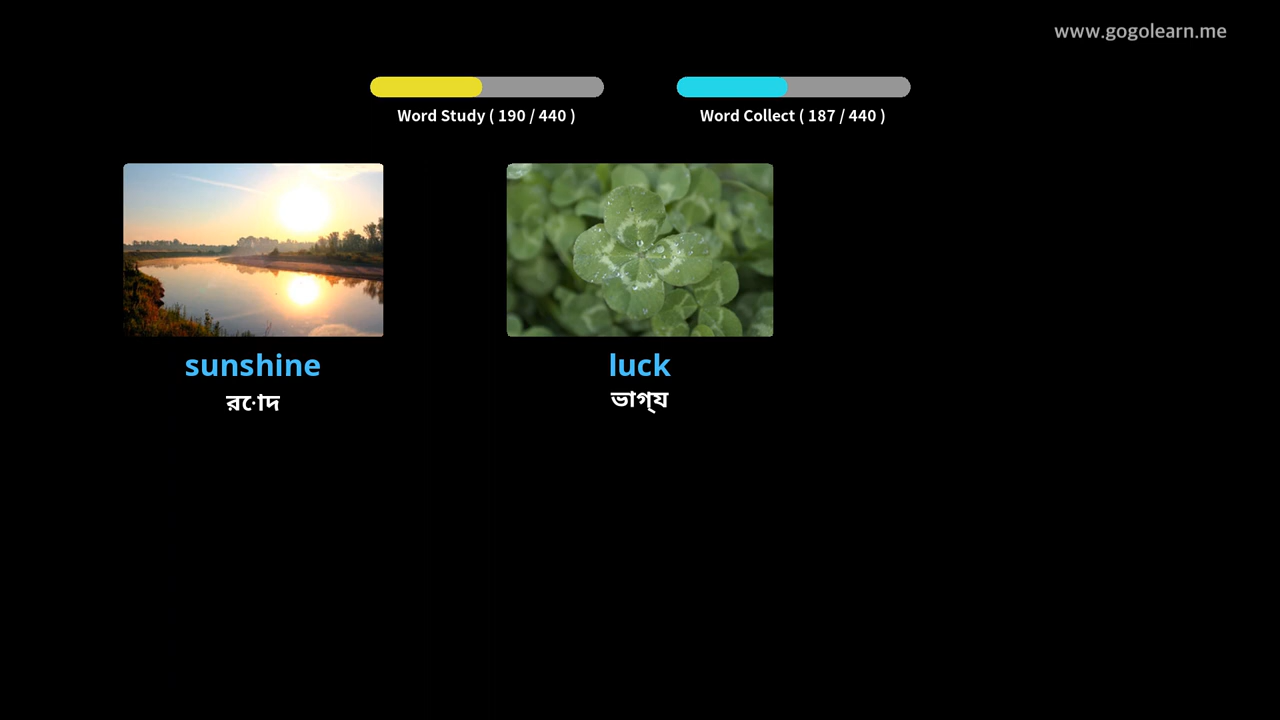 www.gogolearn.me
Word Study ( 190 / 440 )
Word Collect ( 187 / 440 )
sunshine
রোদ
luck
ভাগ্য